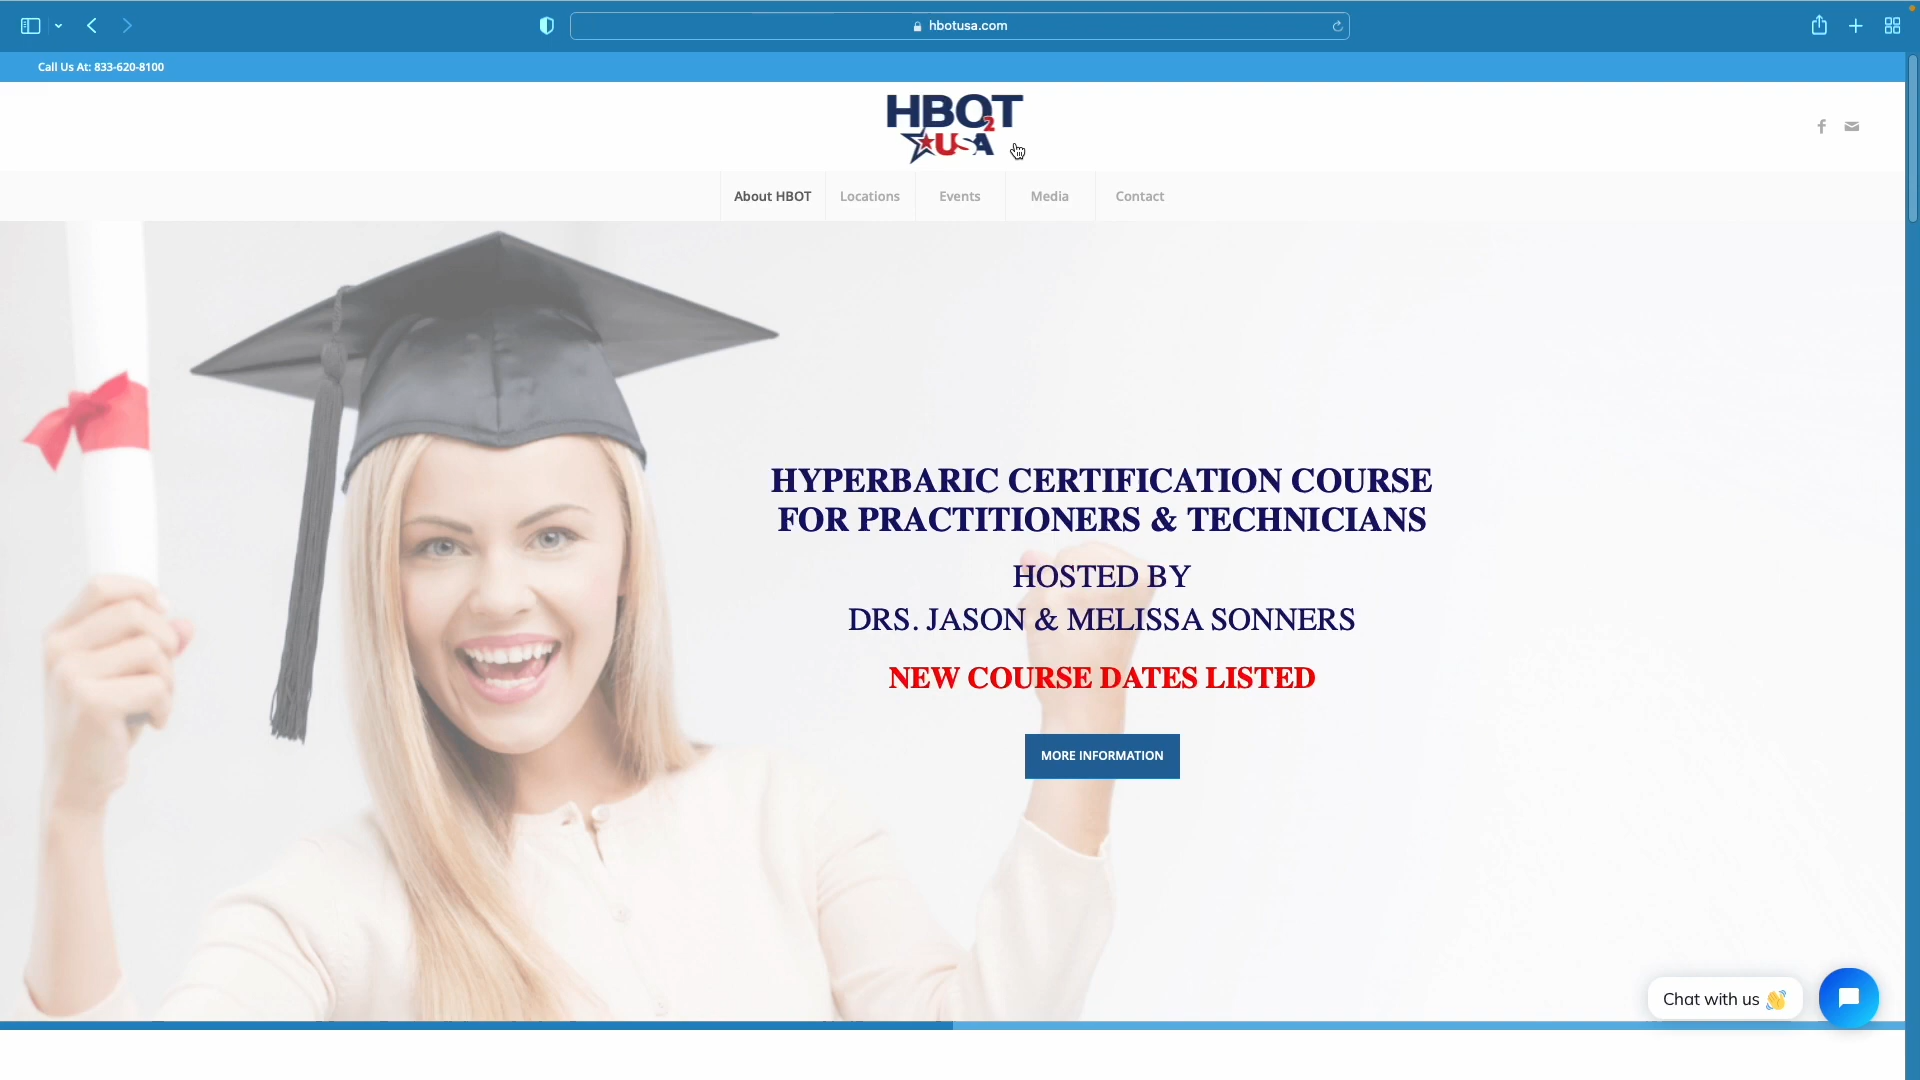 hbotusa.com
Call Us At: 833-620-8100
HBOT
2
USA
About HBOT
Locations
Events
Media
Contact
HYPERBARIC CERTIFICATION COURSE
FOR PRACTITIONERS & TECHNICIANS
HOSTED BY
DRS. JASON & MELISSA SONNERS
NEW COURSE DATES LISTED
MORE INFORMATION
Chat with us 👋